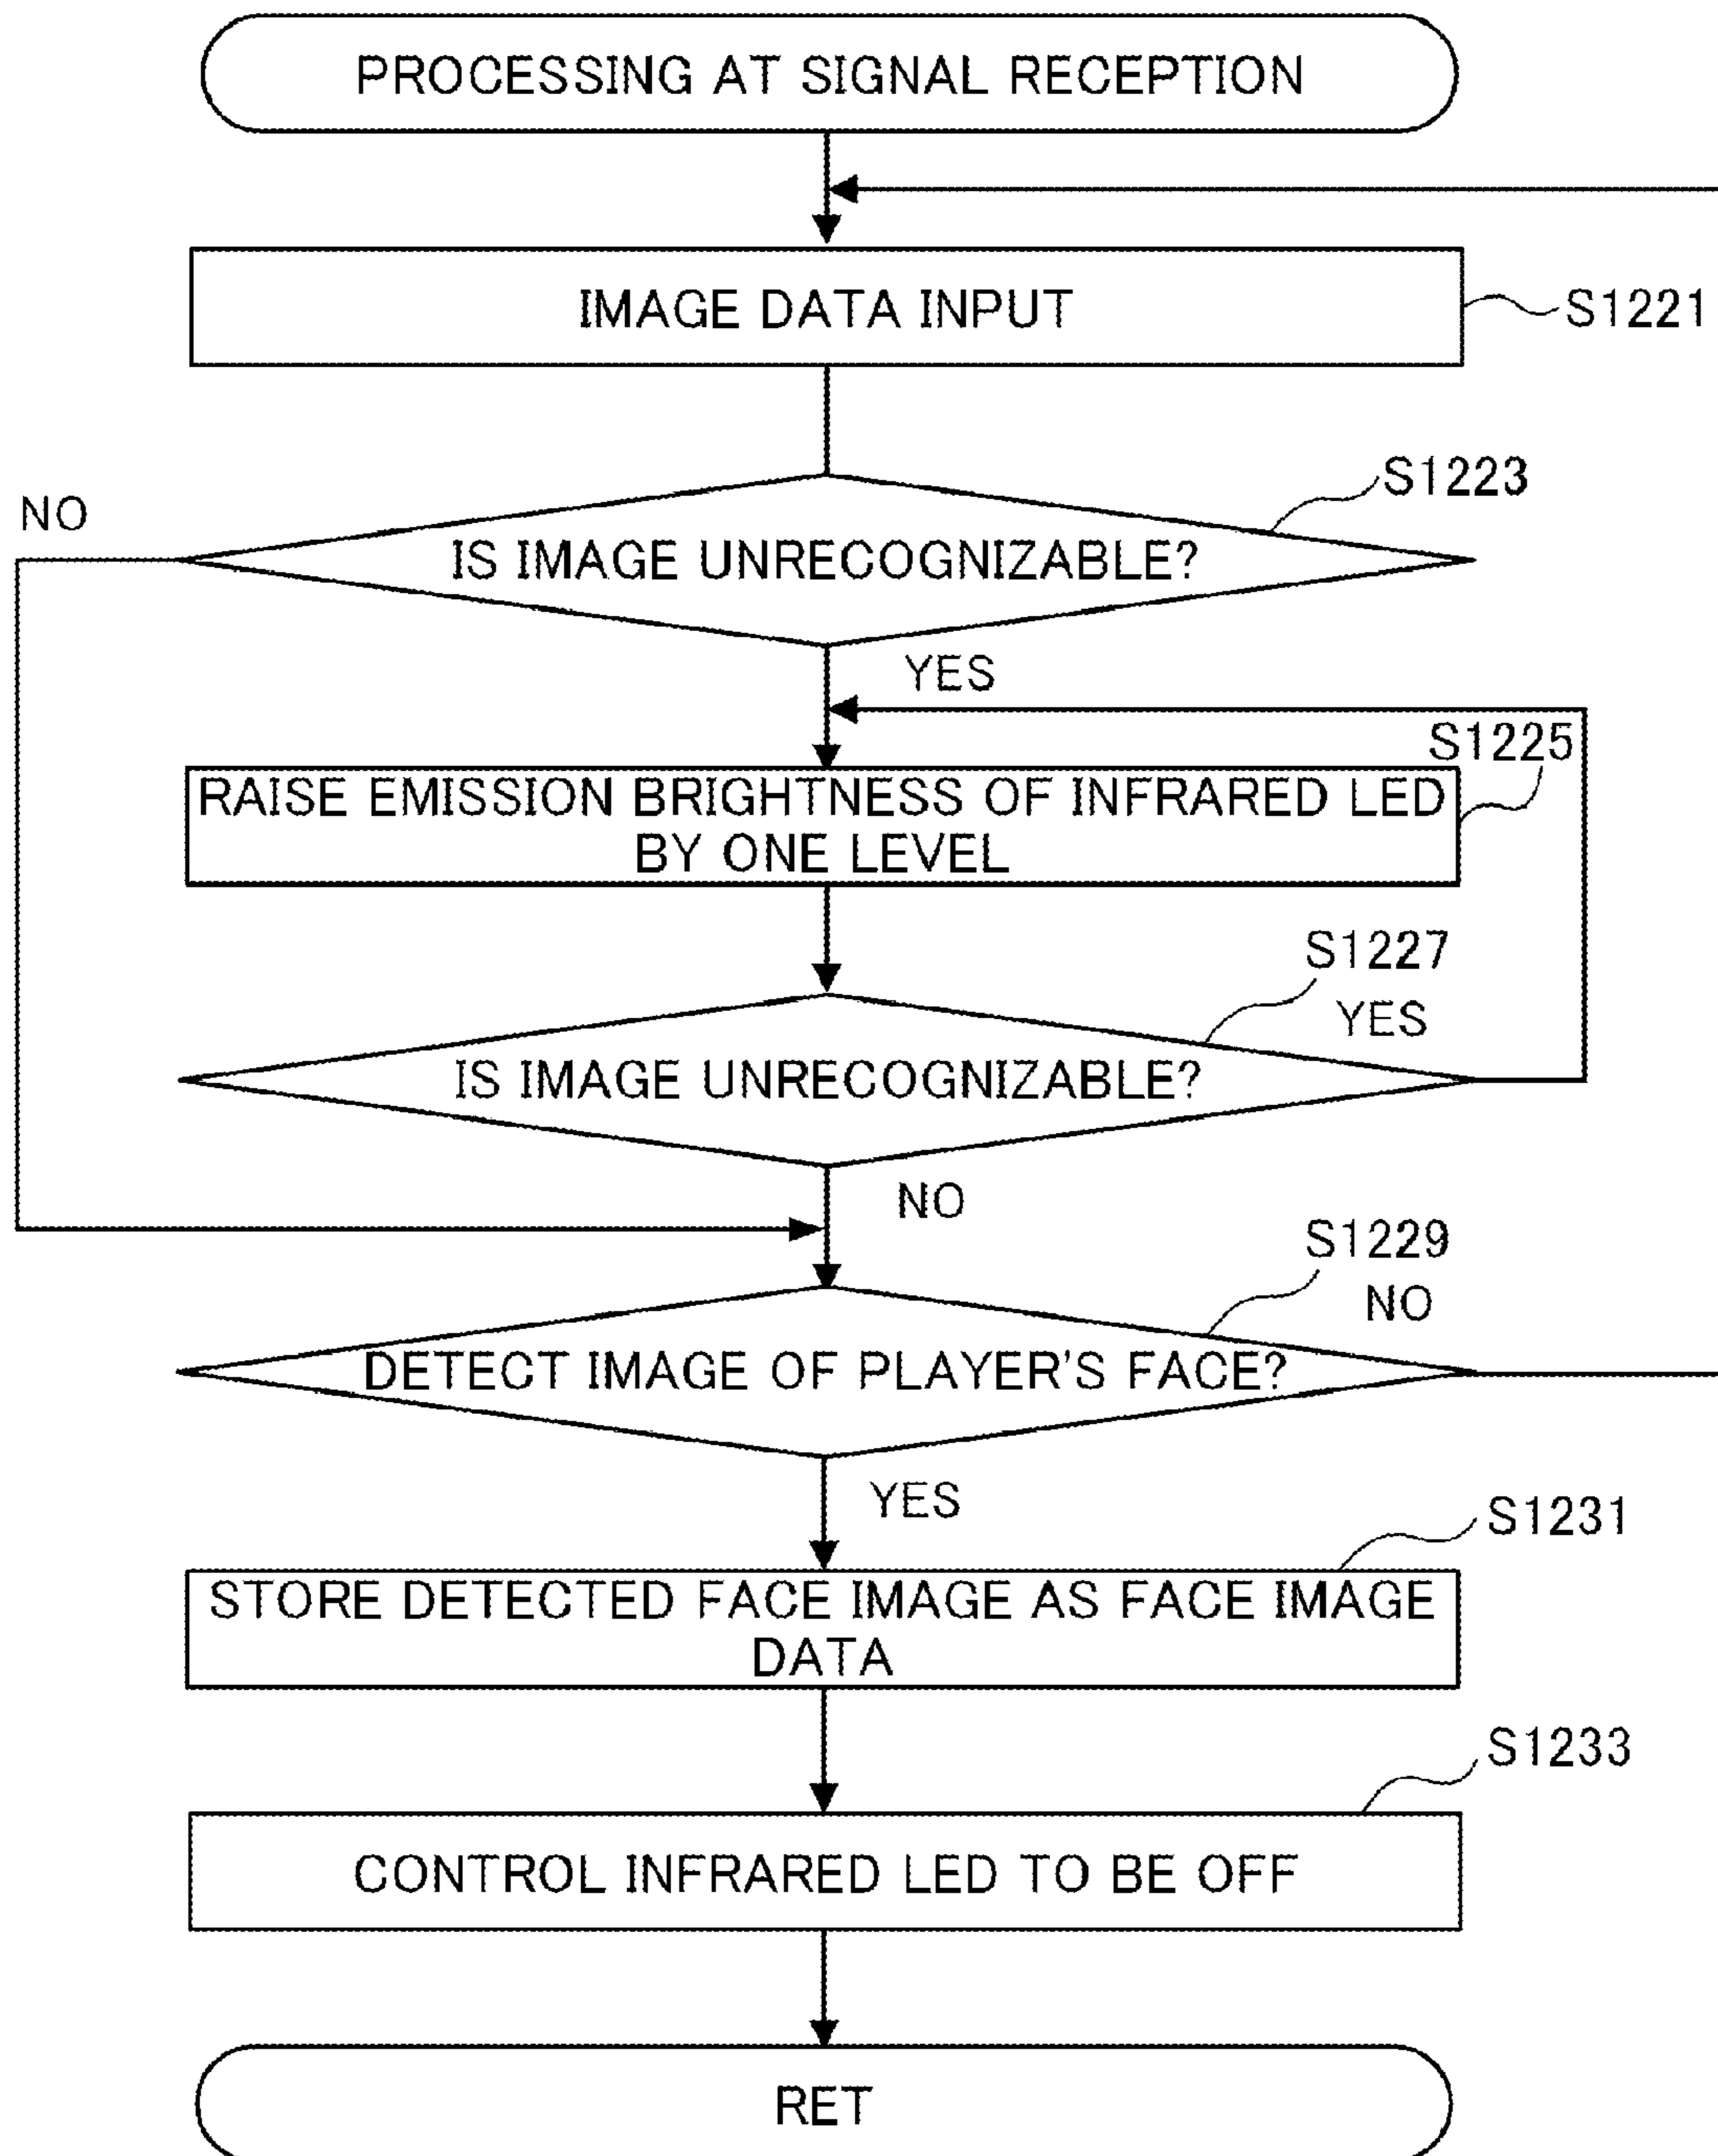 PROCESSING AT SIGNAL RECEPTION
IMAGE DATA INPUT
S1221
S1223
NO
IS IMAGE UNRECOGNIZABLE?
YES
S1225
RAISE EMISSION BRIGHTNESS OF INFRARED LED
BY ONE LEVEL
S1227
YES
IS IMAGE UNRECOGNIZABLE?
NO
S1229
NO
DETECT IMAGE OF PLAYER'S FACE?
YES
S1231
STORE DETECTED FACE IMAGE AS FACE IMAGE
DATA
S1233
CONTROL INFRARED LED TO BE OFF
RET